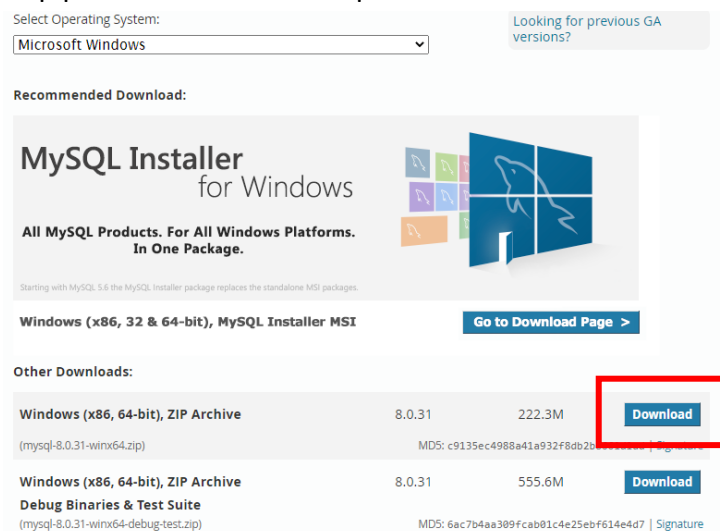 Select Operating System:
Looking for previous GA versions?
Microsoft Windows
Recommended Download:
MySQL Installer
for Windows
All MySQL Products. For All Windows Platforms.
In One Package.
Starting with MySQL 5.6 the MySQL Installer package replaces the standalone MSI packages.
Windows (x86, 32 & 64-bit), MySQL Installer MSI
Go to Download Page >
Other Downloads:
Windows (x86, 64-bit), ZIP Archive 8.0.31 222.3M Download
(mysql-8.0.31-winx64.zip) MD5: | Signature
Windows (x86, 64-bit), ZIP Archive 8.0.31 555.6M Download
Debug Binaries & Test Suite
(mysql-8.0.31-winx64-debug-test.zip) MD5: 6ac7b4aa309fcab01c4e25ebf614e4d7 | Signature